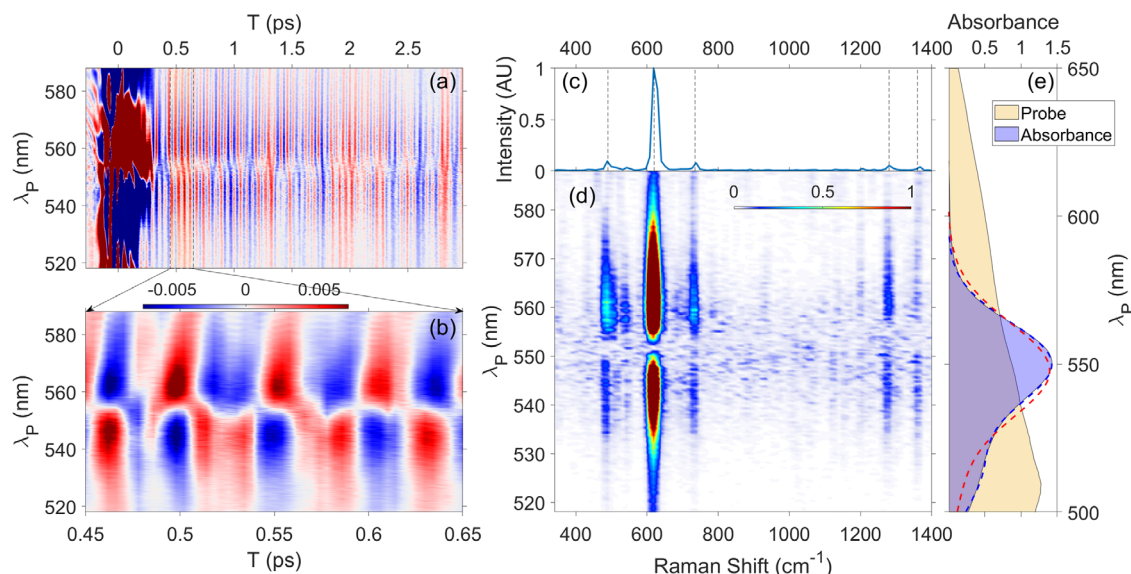 T (ps)
0 0.5 1 1.5 2 2.5
(a)
580
560
540
520
λP (nm)
-0.005 0 0.005
(b)
580
560
540
520
λP (nm)
0.45 0.5 0.55 0.6 0.65
T (ps)
400 600 800 1000 1200 1400
(c)
1
0.5
0
Intensity (AU)
(d)
0 0.5 1
580
570
560
550
540
530
520
λP (nm)
400 600 800 1000 1200 1400
Raman Shift (cm-1)
Absorbance
0 0.5 1 1.5
(e)
Probe
Absorbance
650
600
550
500
λP (nm)